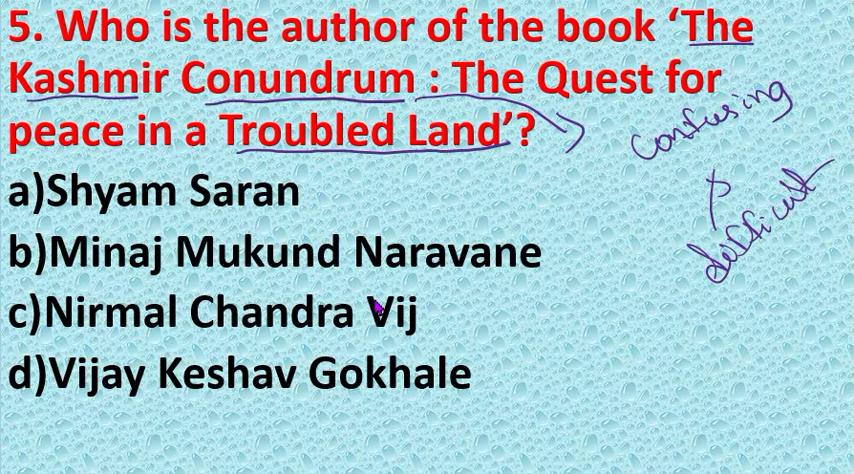 5. Who is the author of the book ‘The
Kashmir Conundrum : The Quest for
peace in a Troubled Land’?
confusing
difficult
a)Shyam Saran
b)Minaj Mukund Naravane
c)Nirmal Chandra Vij
d)Vijay Keshav Gokhale